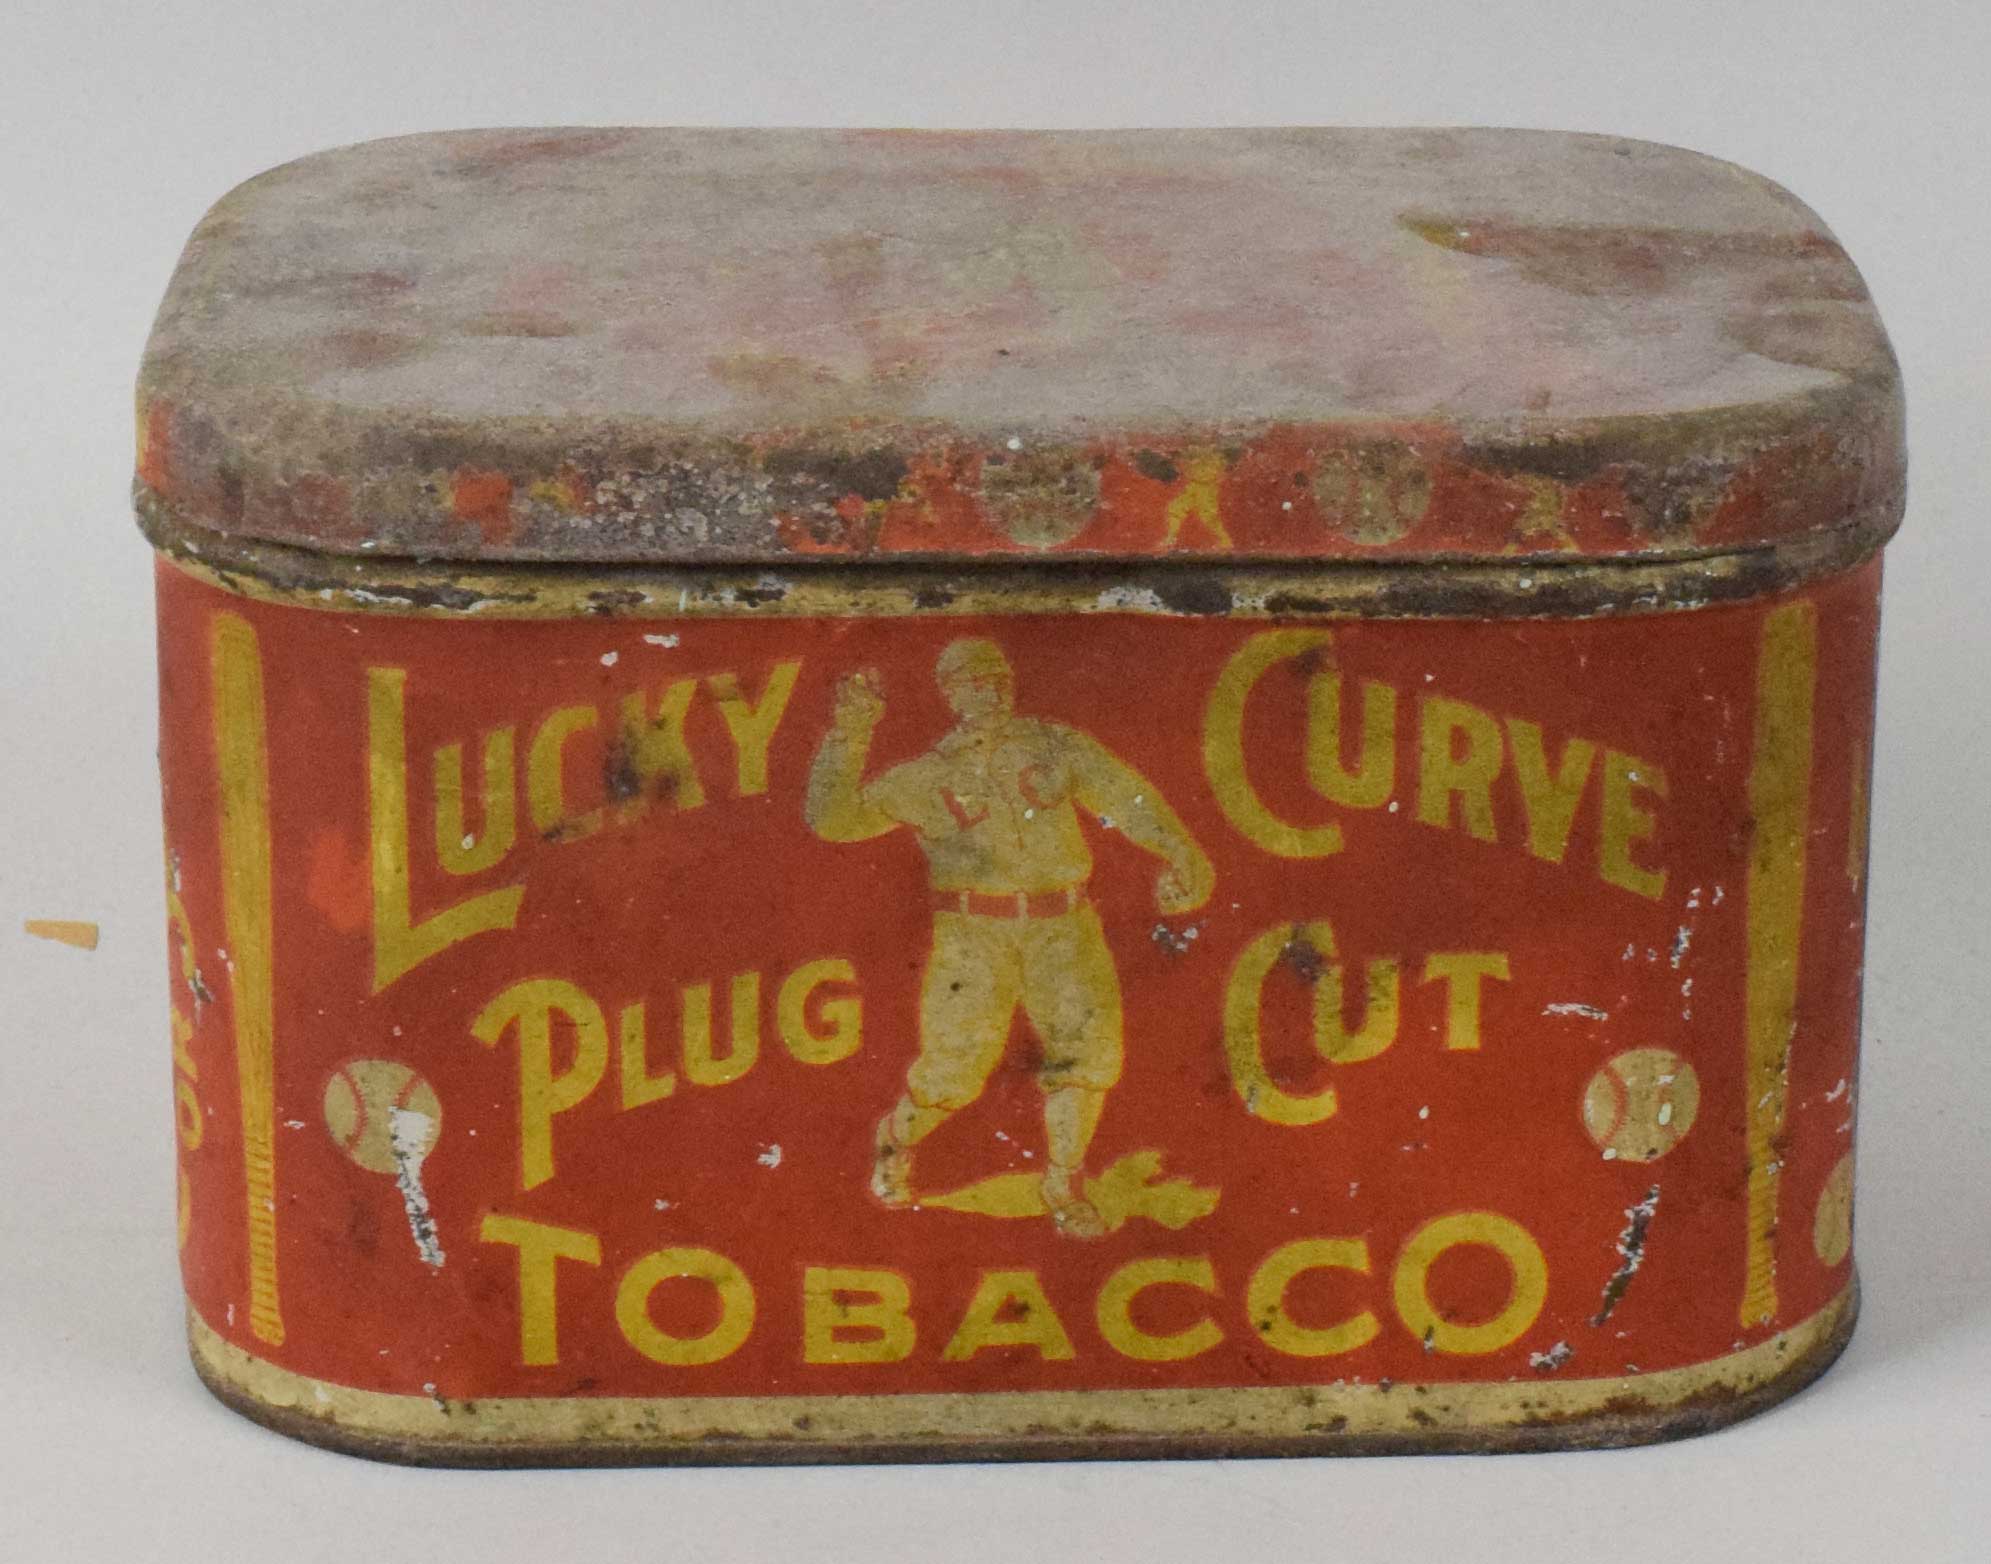 LUCKY CURVE
L C
PLUG CUT
TOBACCO